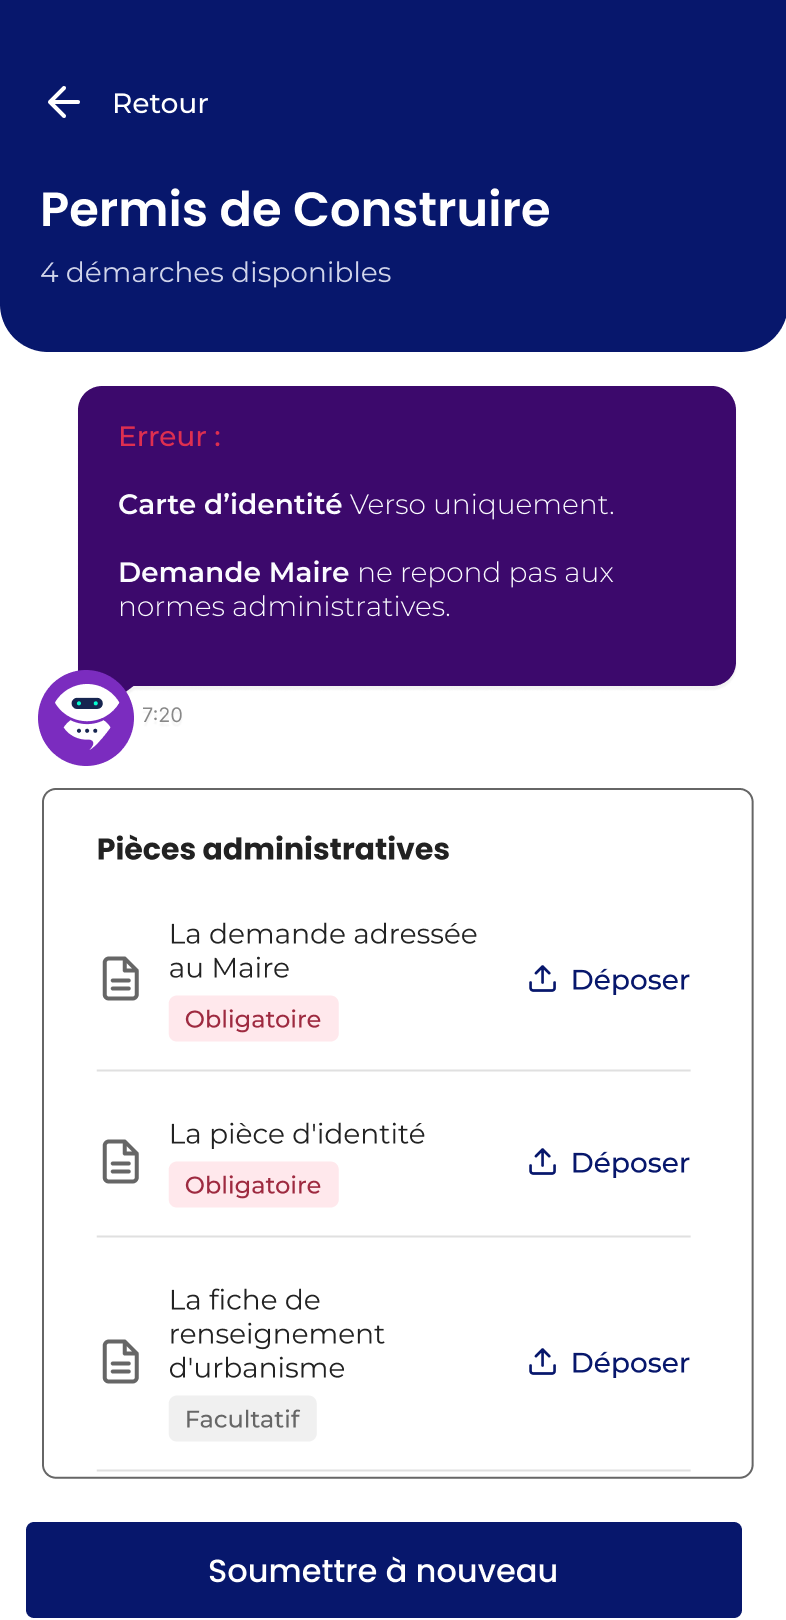 Retour
Permis de Construire
4 démarches disponibles
Erreur :
Carte d’identité Verso uniquement.
Demande Maire ne repond pas aux
normes administratives.
7:20
Pièces administratives
La demande adressée
au Maire
Déposer
Obligatoire
La pièce d'identité
Déposer
Obligatoire
La fiche de
renseignement
d'urbanisme
Déposer
Facultatif
Soumettre à nouveau